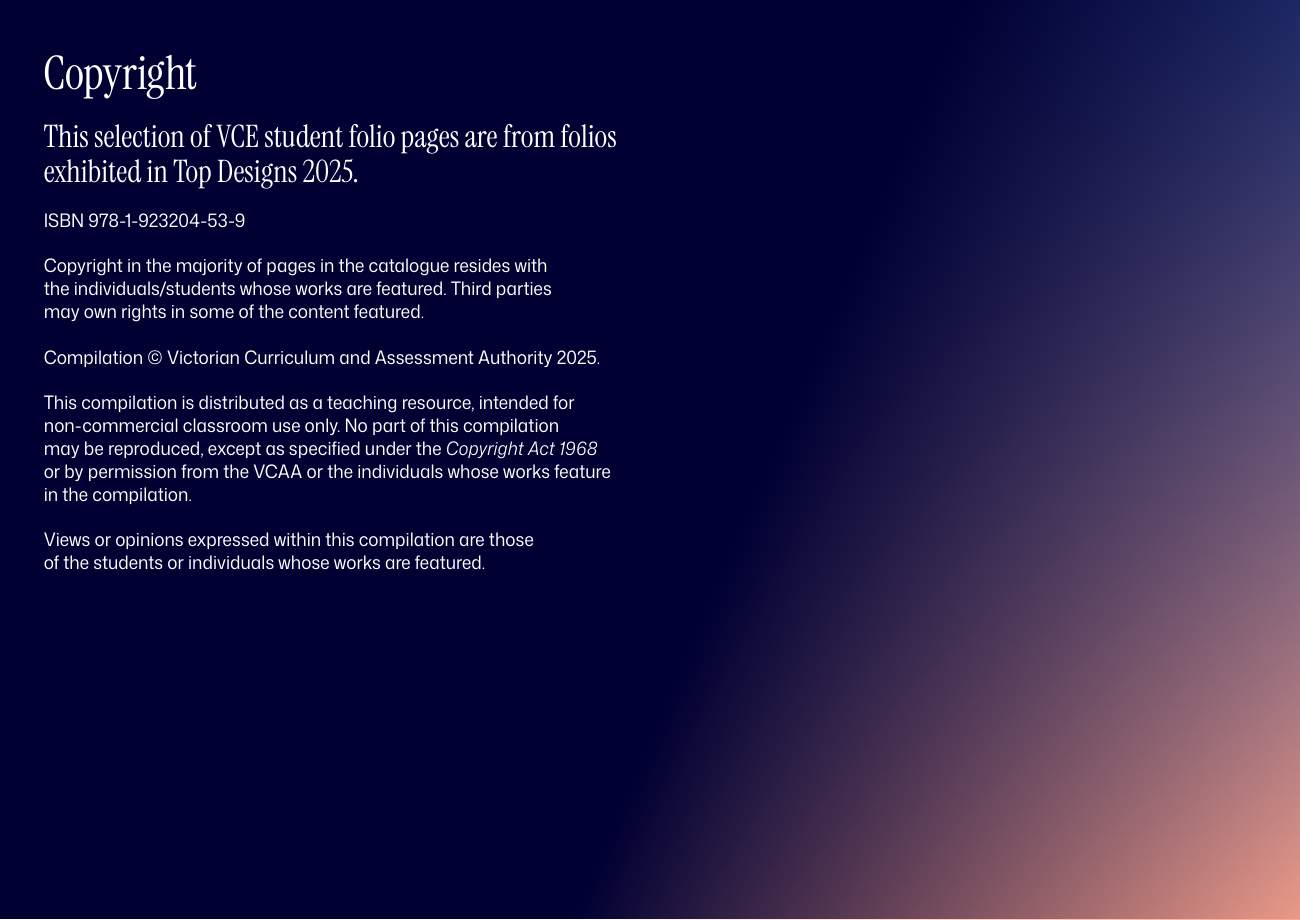 Copyright
This selection of VCE student folio pages are from folios
exhibited in Top Designs 2025.
ISBN 978-1-923204-53-9
Copyright in the majority of pages in the catalogue resides with
the individuals/students whose works are featured. Third parties
may own rights in some of the content featured.
Compilation © Victorian Curriculum and Assessment Authority 2025.
This compilation is distributed as a teaching resource, intended for
non-commercial classroom use only. No part of this compilation
may be reproduced, except as specified under the Copyright Act 1968
or by permission from the VCAA or the individuals whose works feature
in the compilation.
Views or opinions expressed within this compilation are those
of the students or individuals whose works are featured.